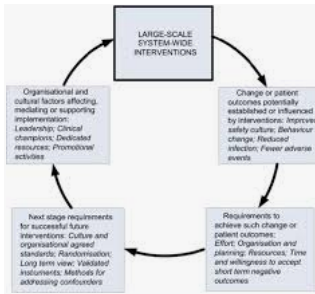 LARGE-SCALE
SYSTEM-WIDE
INTERVENTIONS
Change or patient
outcomes potentially
established or influenced
by interventions: Improved
safety culture; Behaviour
change; Reduced
infection; Fewer adverse
events
Requirements to
achieve such change or
patient outcomes:
Effort; Organisation and
planning; Resources; Time
and willingness to accept
short term negative
outcomes
Next stage requirements
for successful future
interventions: Culture and
organisational agreed
standards; Randomisation;
Long term view; Validated
instruments; Methods for
addressing confounders
Organisational and
cultural factors affecting,
mediating or supporting
implementation:
Leadership; Clinical
champions; Dedicated
resources; Promotional
activities